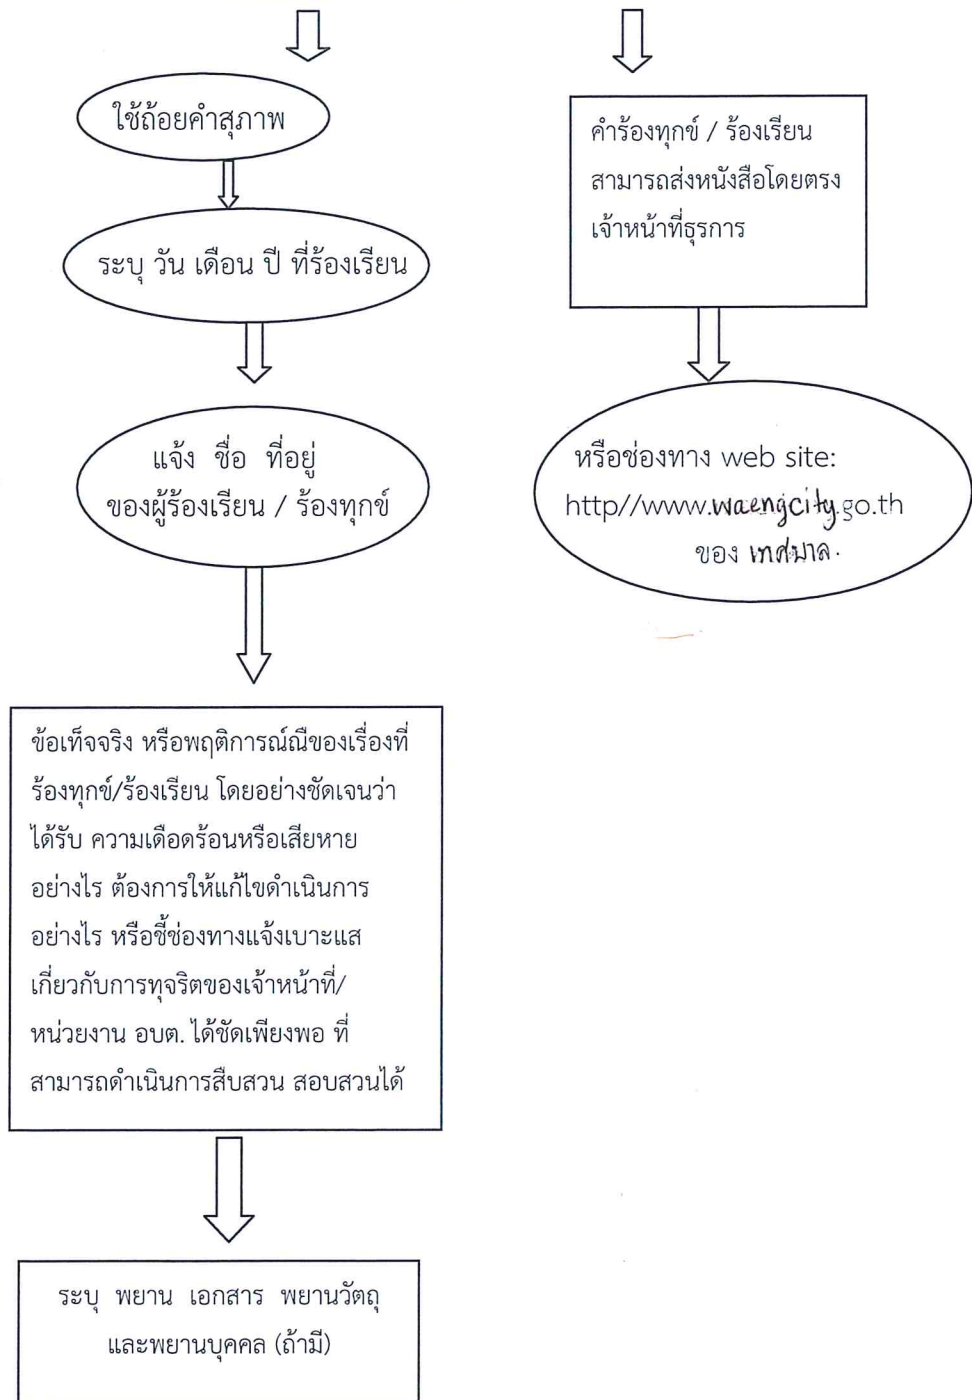 ใช้ถ้อยคำสุภาพ
ระบุ วัน เดือน ปี ที่ร้องเรียน
แจ้ง ชื่อ ที่อยู่
ของผู้ร้องเรียน / ร้องทุกข์
ข้อเท็จจริง หรือพฤติการณ์ณีของเรื่องที่
ร้องทุกข์/ร้องเรียน โดยอย่างชัดเจนว่า
ได้รับ ความเดือดร้อนหรือเสียหาย
อย่างไร ต้องการให้แก้ไขดำเนินการ
อย่างไร หรือชี้ช่องทางแจ้งเบาะแส
เกี่ยวกับการทุจริตของเจ้าหน้าที่/
หน่วยงาน อบต. ได้ชัดเพียงพอ ที่
สามารถดำเนินการสืบสวน สอบสวนได้
ระบุ พยาน เอกสาร พยานวัตถุ
และพยานบุคคล (ถ้ามี)
คำร้องทุกข์ / ร้องเรียน
สามารถส่งหนังสือโดยตรง
เจ้าหน้าที่ธุรการ
หรือช่องทาง web site:
http//www.waengcity.go.th
ของ เทศบาล.